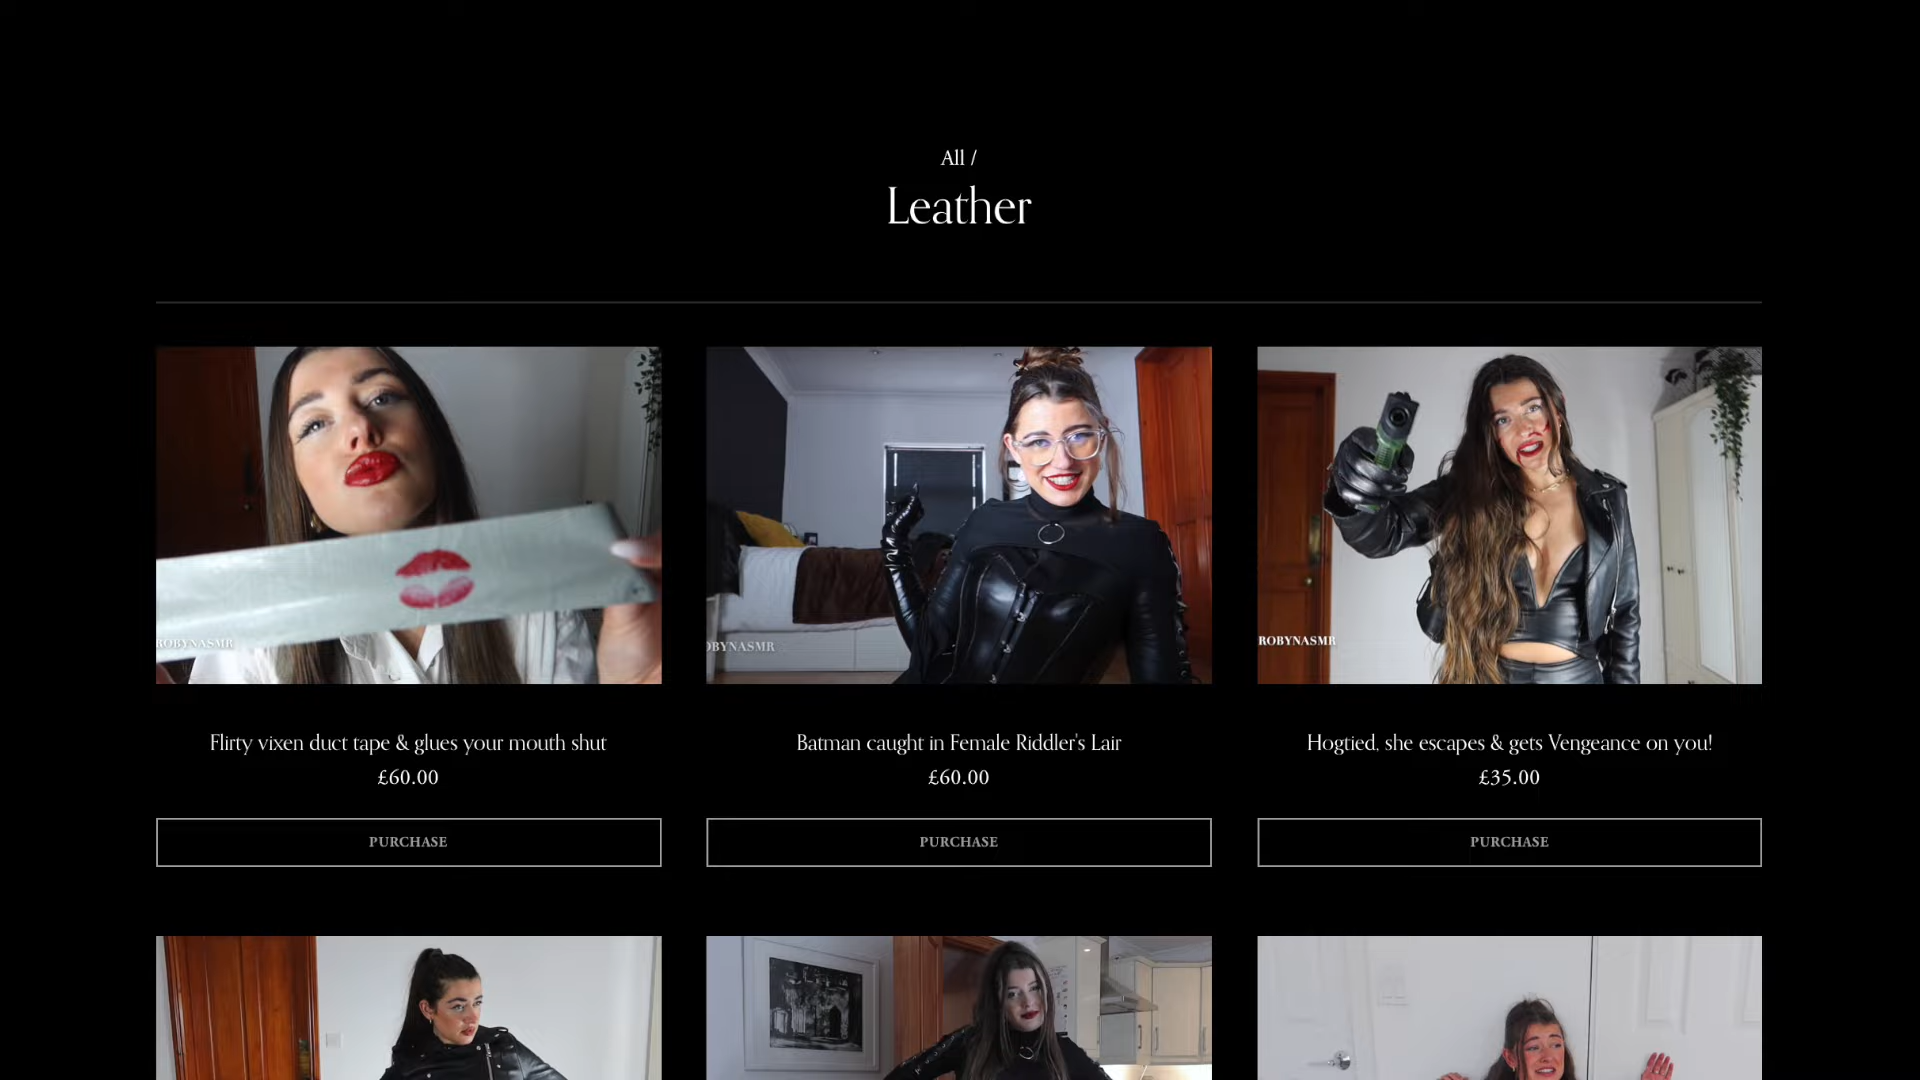 All /
Leather
ROBYNASMR
OBYNASMR
ROBYNASMR
Flirty vixen duct tape & glues your mouth shut
£60.00
PURCHASE
Batman caught in Female Riddler's Lair
£60.00
PURCHASE
Hogtied, she escapes & gets Vengeance on you!
£35.00
PURCHASE